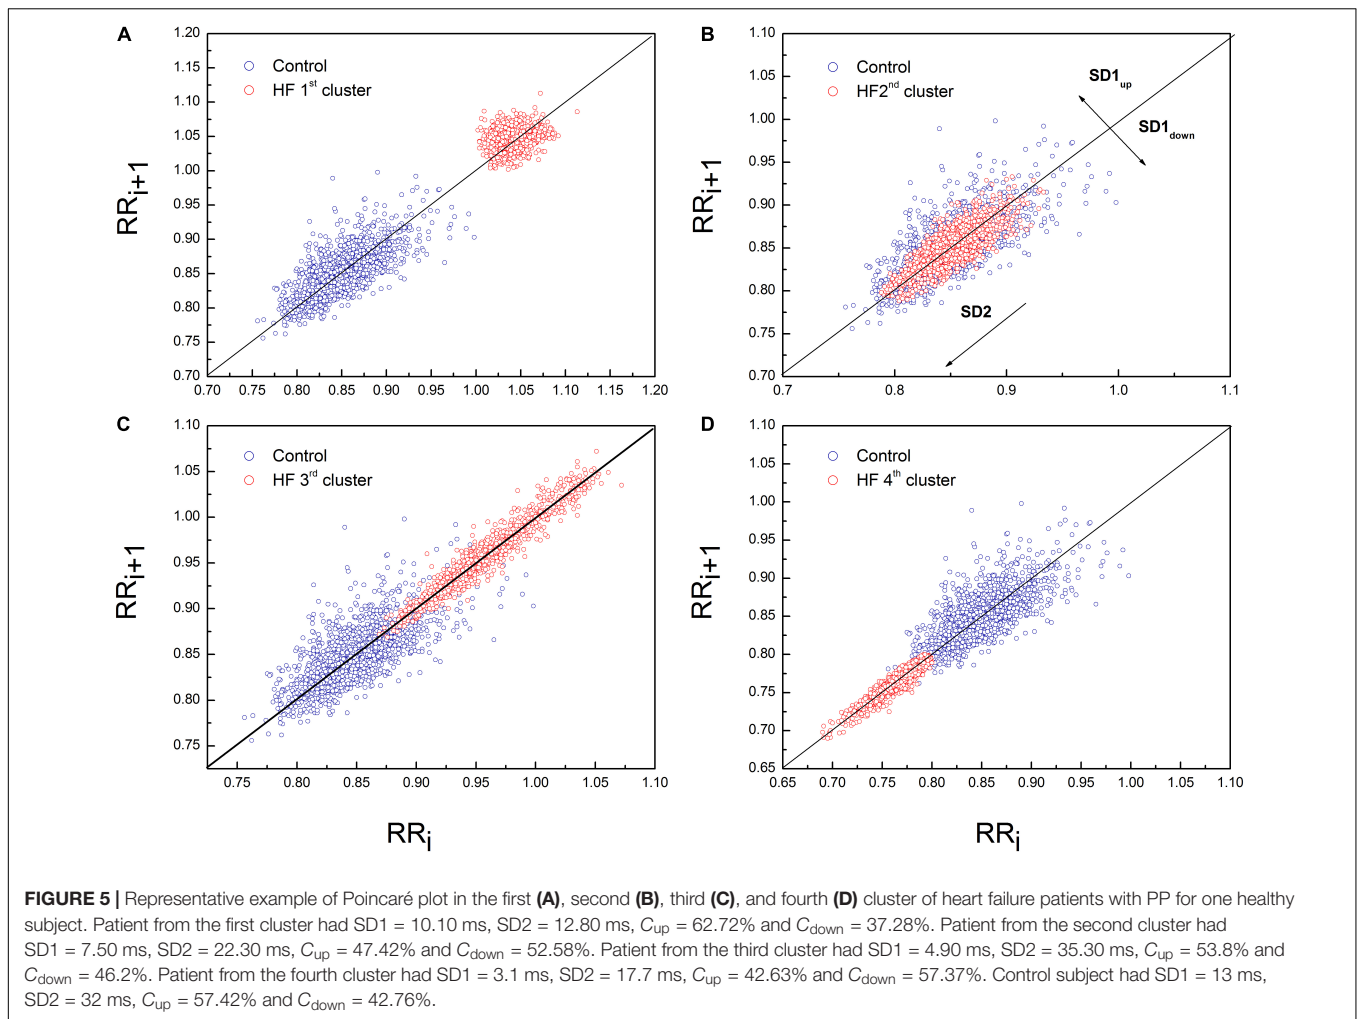 A
1.20
1.15
1.10
1.05
1.00
0.95
0.90
0.85
0.80
0.75
0.70
RRi+1
Control
HF 1st cluster
0.70 0.75 0.80 0.85 0.90 0.95 1.00 1.05 1.10 1.15 1.20
B
1.10
1.05
1.00
0.95
0.90
0.85
0.80
0.75
0.70
RRi+1
Control
HF2nd cluster
SD1up
SD1down
SD2
0.7 0.8 0.9 1.0 1.1
C
1.10
1.05
1.00
0.95
0.90
0.85
0.80
0.75
RRi+1
Control
HF 3rd cluster
0.75 0.80 0.85 0.90 0.95 1.00 1.05 1.10
RRi
D
1.10
1.05
1.00
0.95
0.90
0.85
0.80
0.75
0.70
0.65
RRi+1
Control
HF 4th cluster
0.65 0.70 0.75 0.80 0.85 0.90 0.95 1.00 1.05 1.10
RRi
FIGURE 5 | Representative example of Poincaré plot in the first (A), second (B), third (C), and fourth (D) cluster of heart failure patients with PP for one healthy
subject. Patient from the first cluster had SD1 = 10.10 ms, SD2 = 12.80 ms, Cup = 62.72% and Cdown = 37.28%. Patient from the second cluster had
SD1 = 7.50 ms, SD2 = 22.30 ms, Cup = 47.42% and Cdown = 52.58%. Patient from the third cluster had SD1 = 4.90 ms, SD2 = 35.30 ms, Cup = 53.8% and
Cdown = 46.2%. Patient from the fourth cluster had SD1 = 3.1 ms, SD2 = 17.7 ms, Cup = 42.63% and Cdown = 57.37%. Control subject had SD1 = 13 ms,
SD2 = 32 ms, Cup = 57.42% and Cdown = 42.76%.